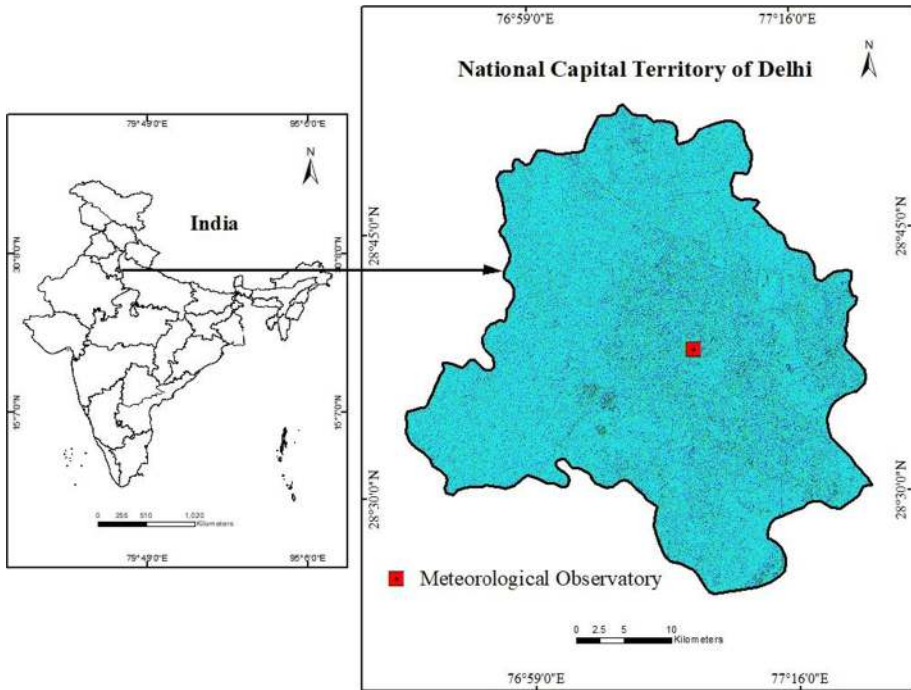 79°49'0"E
95°6'0"E
N
India
30°0'0"N
30°0'0"N
15°7'0"N
15°7'0"N
0 255 510 1,020
Kilometers
79°49'0"E
95°6'0"E
76°59'0"E
77°16'0"E
National Capital Territory of Delhi
N
28°45'0"N
28°45'0"N
28°30'0"N
28°30'0"N
Meteorological Observatory
0 2.5 5 10
Kilometers
76°59'0"E
77°16'0"E